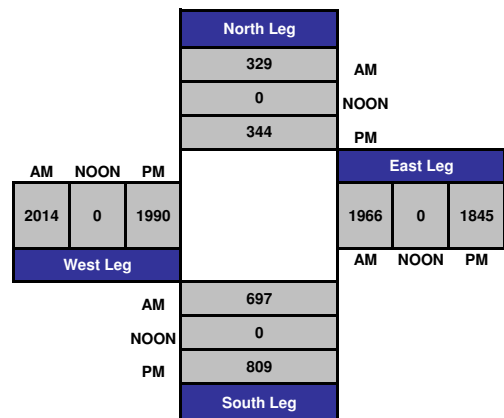 North Leg
329 AM
0 NOON
344 PM
AM NOON PM
East Leg
2014 0 1990
1966 0 1845
West Leg
AM NOON PM
AM 697
NOON 0
PM 809
South Leg